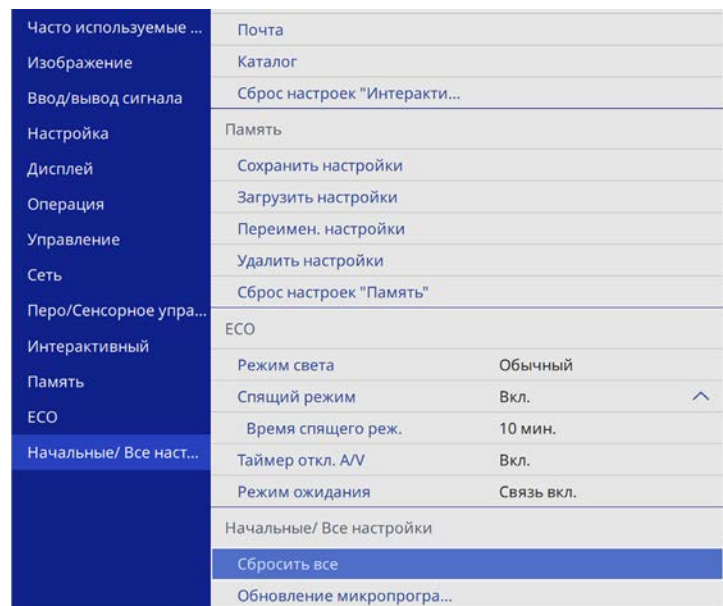 Часто используемые ...
Изображение
Ввод/вывод сигнала
Настройка
Дисплей
Операция
Управление
Сеть
Перо/Сенсорное упра...
Интерактивный
Память
ECO
Начальные/ Все наст...
Почта
Каталог
Сброс настроек "Интеракти...
Память
Сохранить настройки
Загрузить настройки
Переимен. настройки
Удалить настройки
Сброс настроек "Память"
ECO
Режим света Обычный
Спящий режим Вкл.
Время спящего реж. 10 мин.
Таймер откл. A/V Вкл.
Режим ожидания Связь вкл.
Начальные/ Все настройки
Сбросить все
Обновление микропрогра...